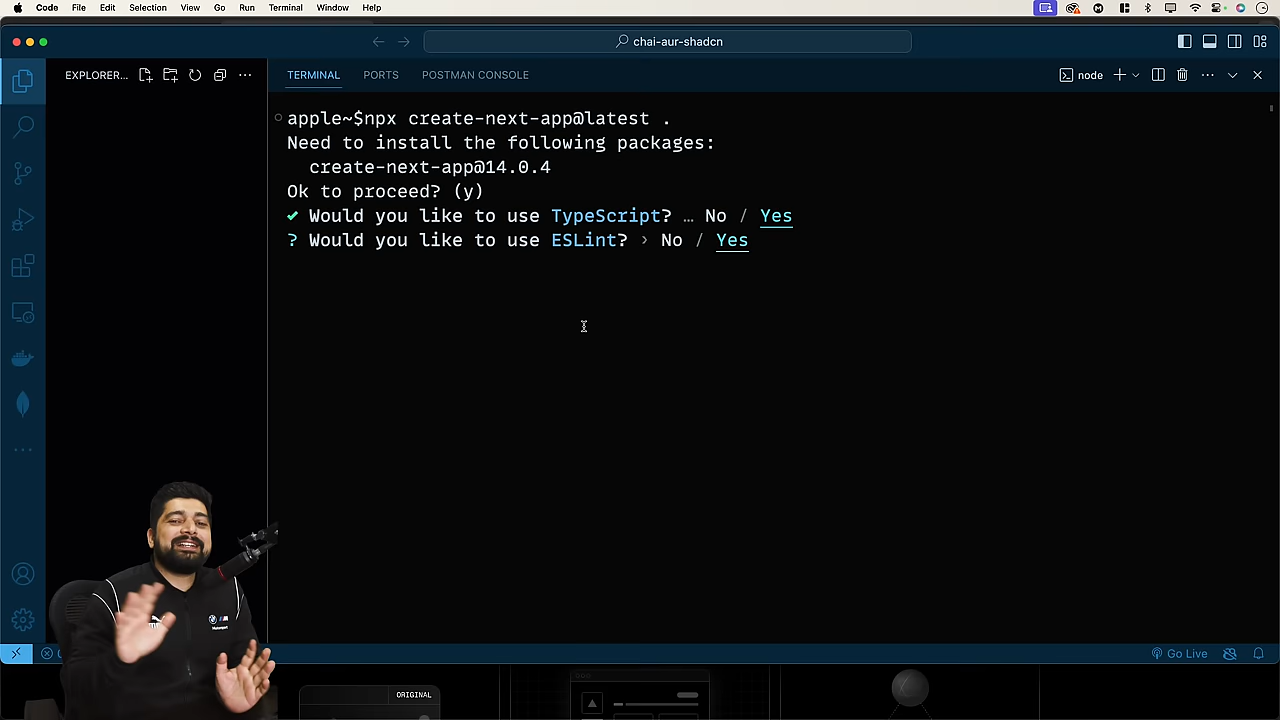 Code File Edit Selection View Go Run Terminal Window Help
chai-aur-shadcn
EXPLORER...
TERMINAL PORTS POSTMAN CONSOLE
node
apple~$npx create-next-app@latest .
Need to install the following packages:
create-next-app@14.0.4
Ok to proceed? (y)
✔ Would you like to use TypeScript? … No / Yes
? Would you like to use ESLint? › No / Yes
Go Live
ORIGINAL